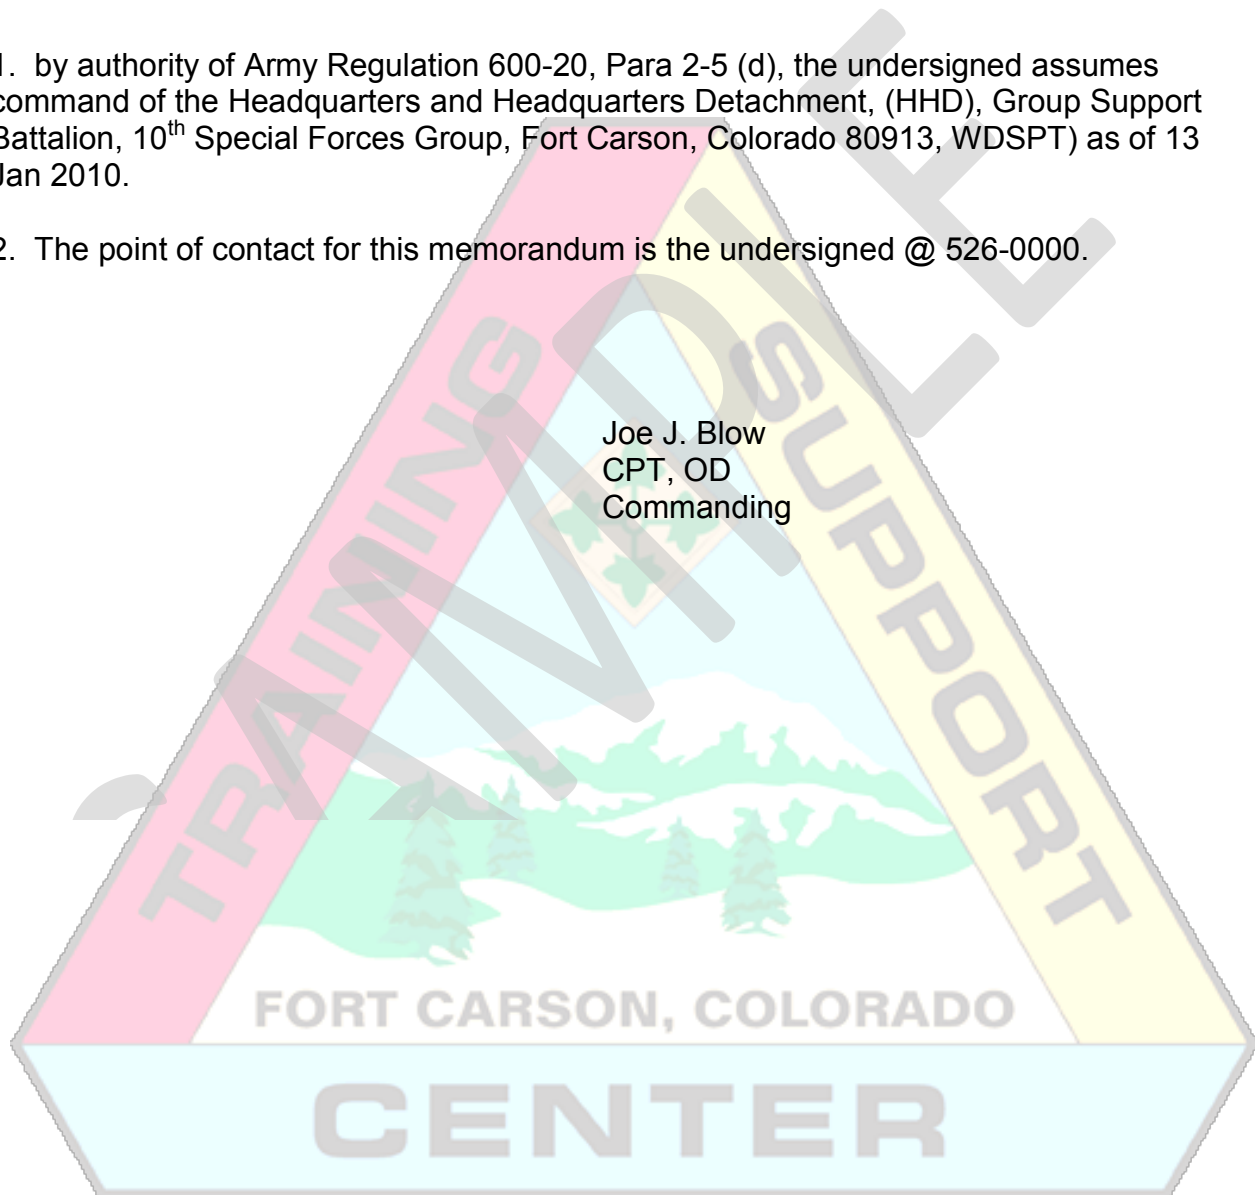 1. by authority of Army Regulation 600-20, Para 2-5 (d), the undersigned assumes
command of the Headquarters and Headquarters Detachment, (HHD), Group Support
Battalion, 10th Special Forces Group, Fort Carson, Colorado 80913, WDSPT) as of 13
Jan 2010.
2. The point of contact for this memorandum is the undersigned @ 526-0000.
Joe J. Blow
CPT, OD
Commanding
SAMPLE
TRAINING
SUPPORT
FORT CARSON, COLORADO
CENTER